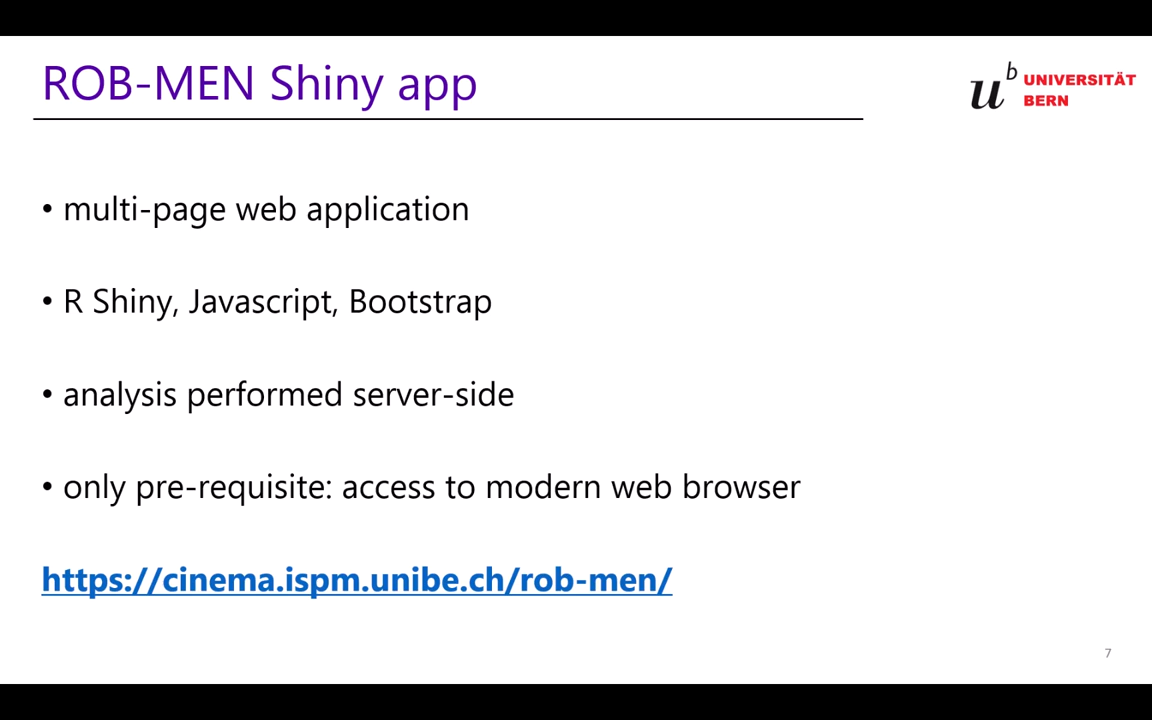 ROB-MEN Shiny app
u b UNIVERSITÄT
BERN
• multi-page web application
• R Shiny, Javascript, Bootstrap
• analysis performed server-side
• only pre-requisite: access to modern web browser
https://cinema.ispm.unibe.ch/rob-men/
7